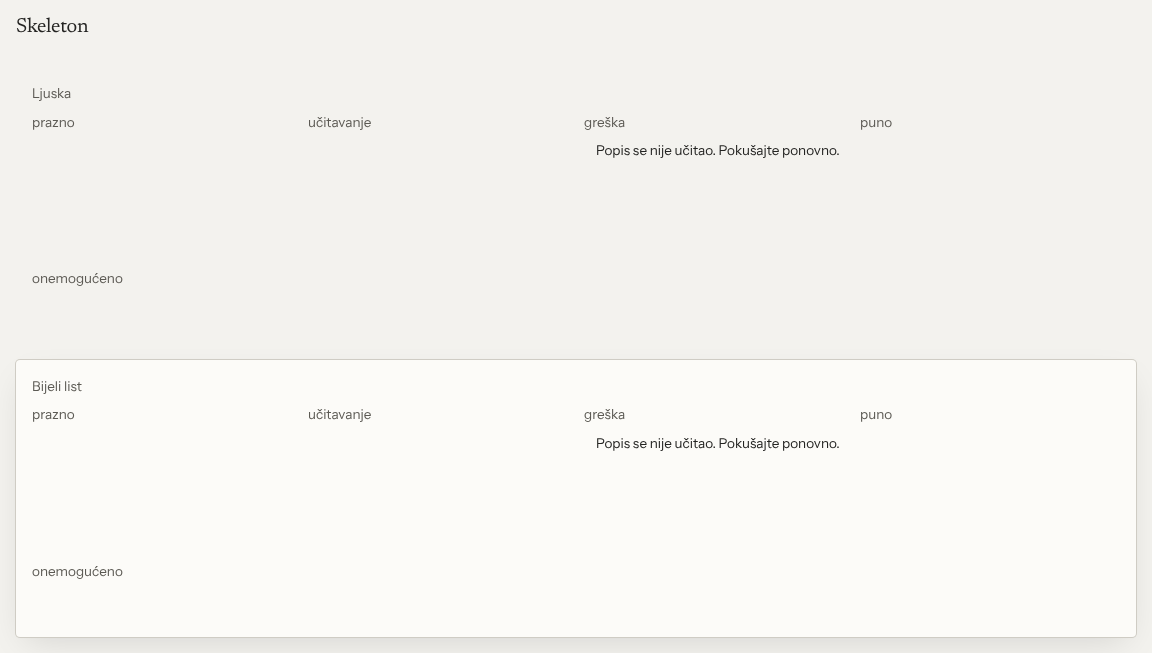 Skeleton
Ljuska
prazno
učitavanje
greška
puno
Popis se nije učitao. Pokušajte ponovno.
onemogućeno
Bijeli list
prazno
učitavanje
greška
puno
Popis se nije učitao. Pokušajte ponovno.
onemogućeno